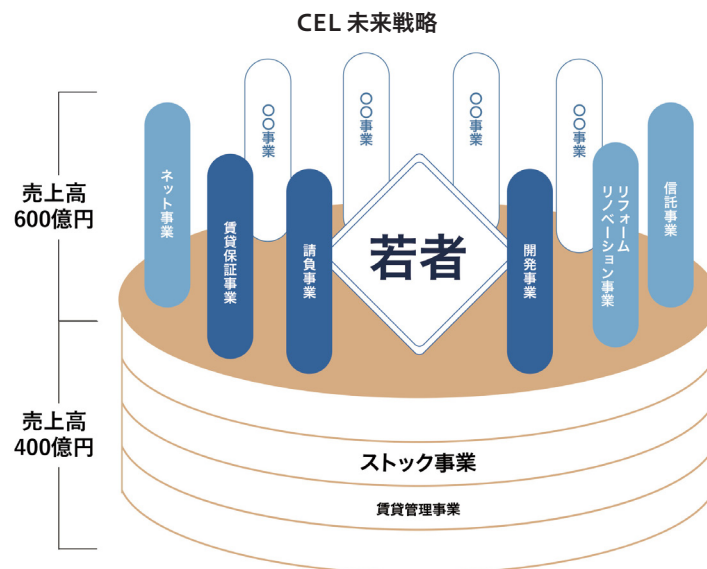 CEL 未来戦略
売上高
600億円
ネット事業
賃貸保証事業
〇〇事業
請負事業
〇〇事業
若者
〇〇事業
開発事業
〇〇事業
リフォーム
リノベーション事業
信託事業
売上高
400億円
ストック事業
賃貸管理事業